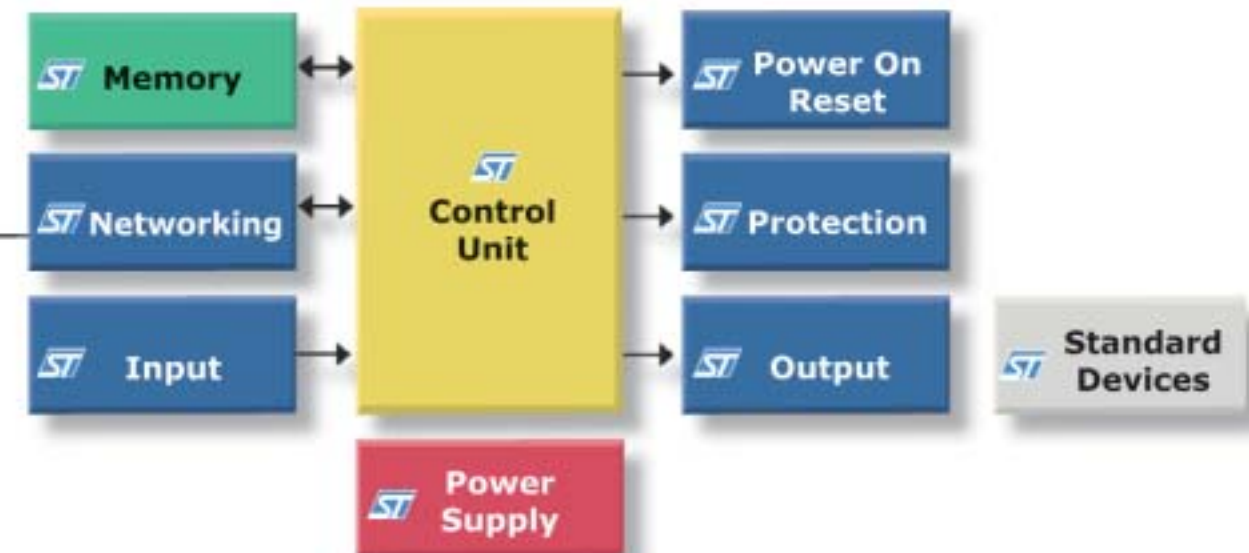 ST Memory
ST Control
Unit
ST Power On
Reset
ST Networking
ST Protection
ST Input
ST Output
ST Standard
Devices
ST Power
Supply